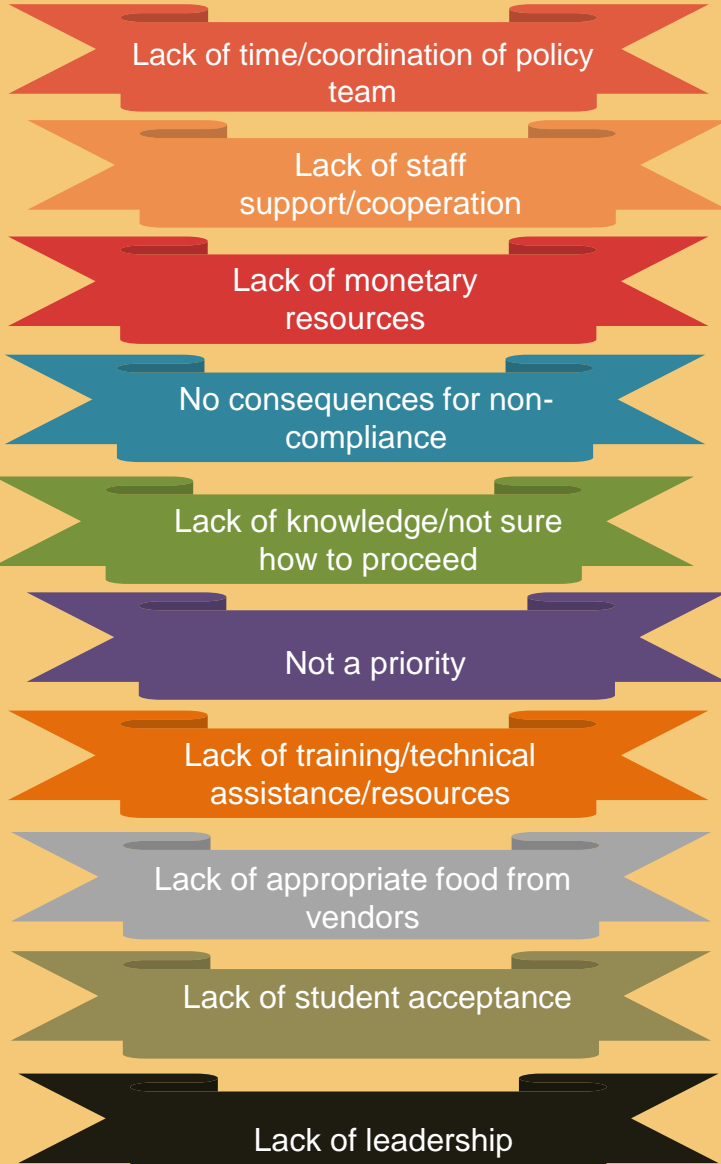 Lack of time/coordination of policy
team
Lack of staff
support/cooperation
Lack of monetary
resources
No consequences for non-
compliance
Lack of knowledge/not sure
how to proceed
Not a priority
Lack of training/technical
assistance/resources
Lack of appropriate food from
vendors
Lack of student acceptance
Lack of leadership